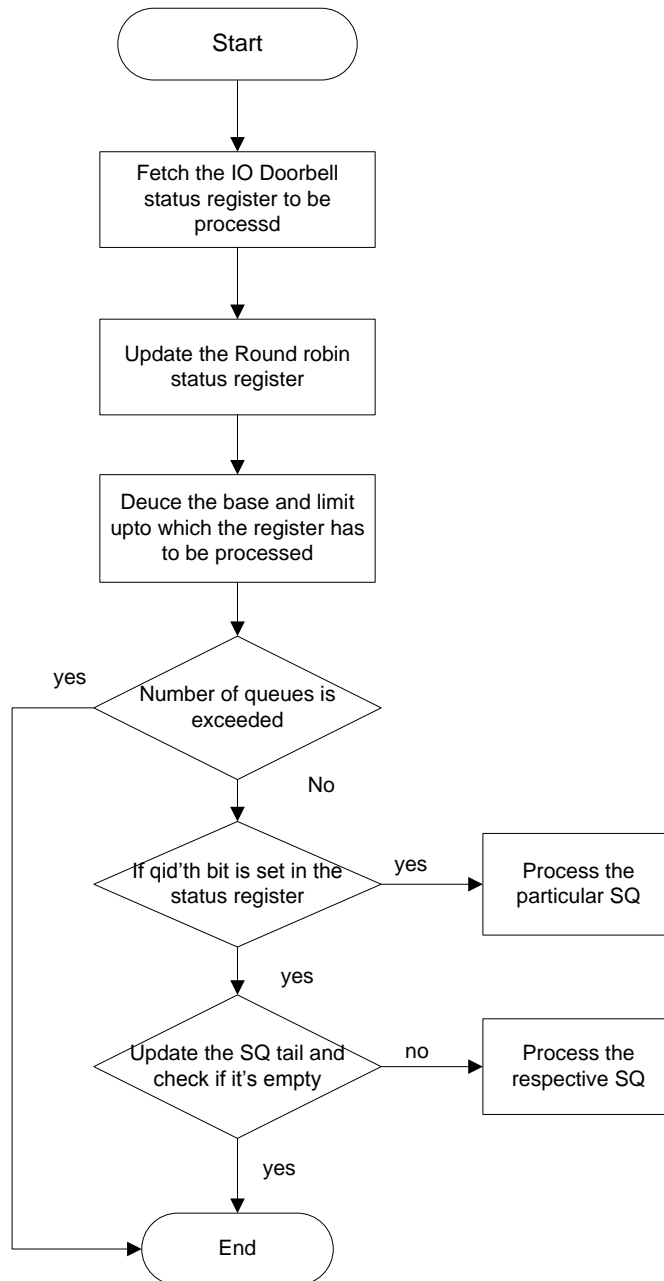 Start
Fetch the IO Doorbell
status register to be
processd
Update the Round robin
status register
Deuce the base and limit
upto which the register has
to be processed
yes
Number of queues is
exceeded
No
If qid’th bit is set in the
status register
yes
Process the
particular SQ
yes
Update the SQ tail and
check if it’s empty
no
Process the
respective SQ
yes
End